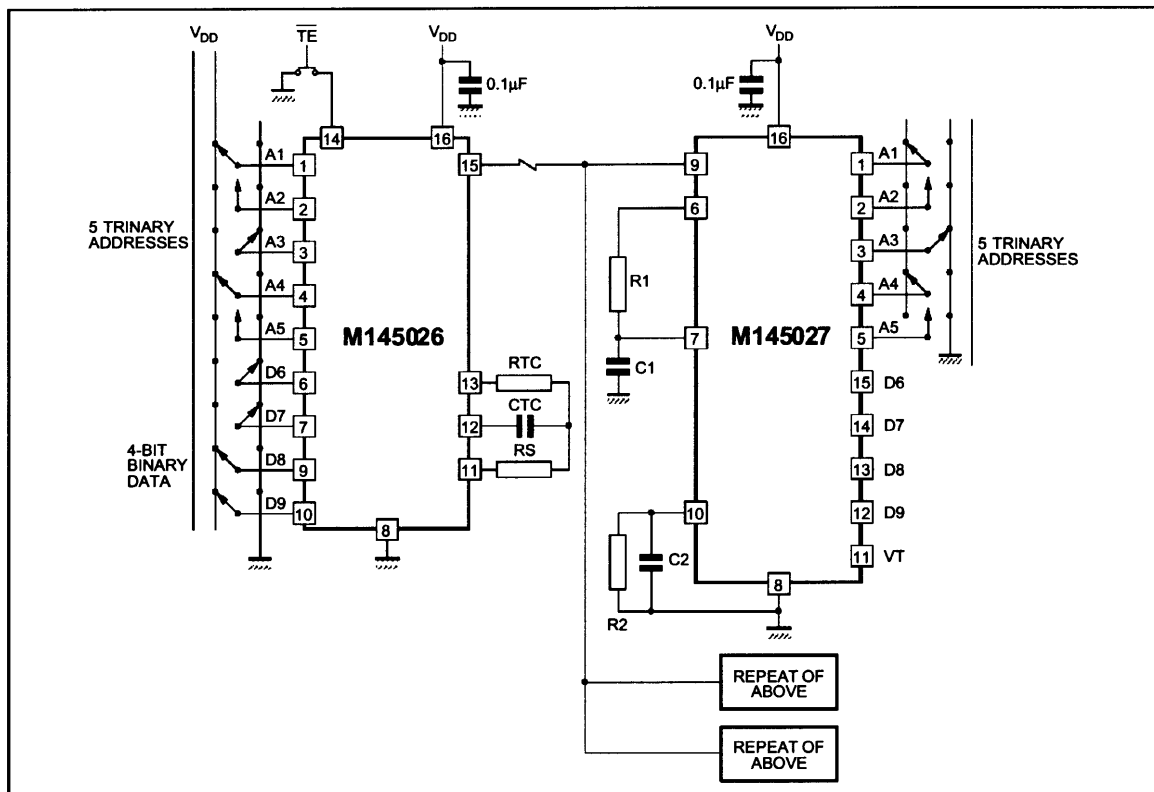 VDD
TE
VDD
0.1µF
VDD
0.1µF
14
16
16
A1
1
15
9
1
A1
A2
2
6
2
A2
5 TRINARY
ADDRESSES
A3
3
3
A3
5 TRINARY
ADDRESSES
R1
A4
4
4
A4
A5
5
M145026
7
M145027
5
A5
C1
D6
6
13
RTC
15
D6
CTC
D7
7
12
14
D7
RS
4-BIT
BINARY
DATA
D8
9
11
13
D8
D9
10
10
12
D9
8
C2
11
VT
R2
8
REPEAT OF
ABOVE
REPEAT OF
ABOVE